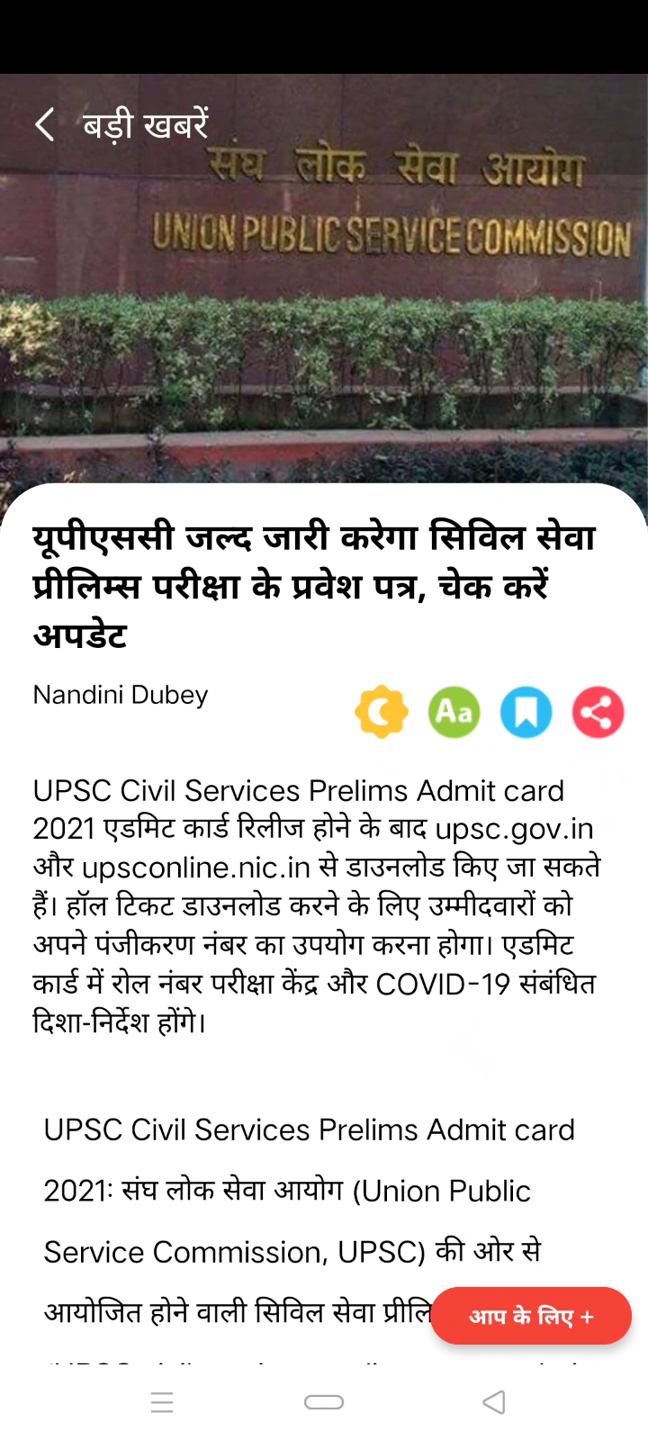 बड़ी खबरें
संघ लोक सेवा आयोग
UNION PUBLIC SERVICE COMMISSION
यूपीएससी जल्द जारी करेगा सिविल सेवा
प्रीलिम्स परीक्षा के प्रवेश पत्र, चेक करें
अपडेट
Nandini Dubey
Aa
UPSC Civil Services Prelims Admit card
2021 एडमिट कार्ड रिलीज होने के बाद upsc.gov.in
और upsconline.nic.in से डाउनलोड किए जा सकते
हैं। हॉल टिकट डाउनलोड करने के लिए उम्मीदवारों को
अपने पंजीकरण नंबर का उपयोग करना होगा। एडमिट
कार्ड में रोल नंबर परीक्षा केंद्र और COVID-19 संबंधित
दिशा-निर्देश होंगे।
UPSC Civil Services Prelims Admit card
2021: संघ लोक सेवा आयोग (Union Public
Service Commission, UPSC) की ओर से
आयोजित होने वाली सिविल सेवा
आप के लिए +